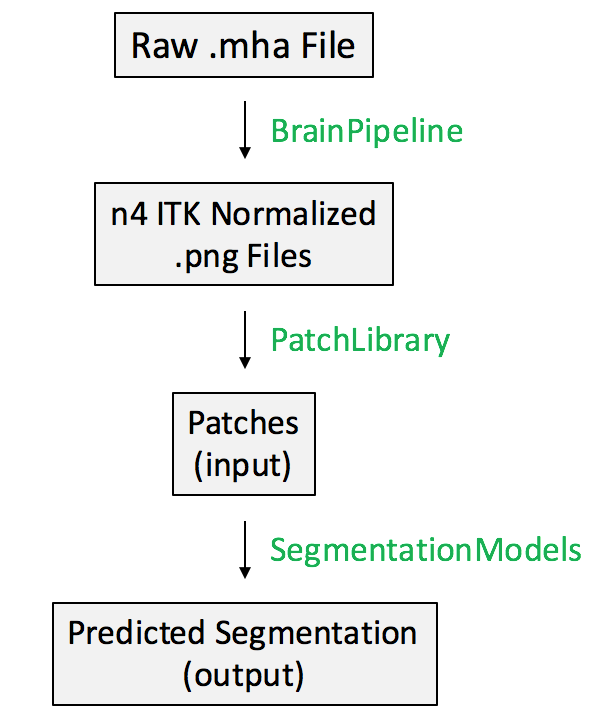 Raw .mha File
BrainPipeline
n4 ITK Normalized
.png Files
PatchLibrary
Patches
(input)
SegmentationModels
Predicted Segmentation
(output)